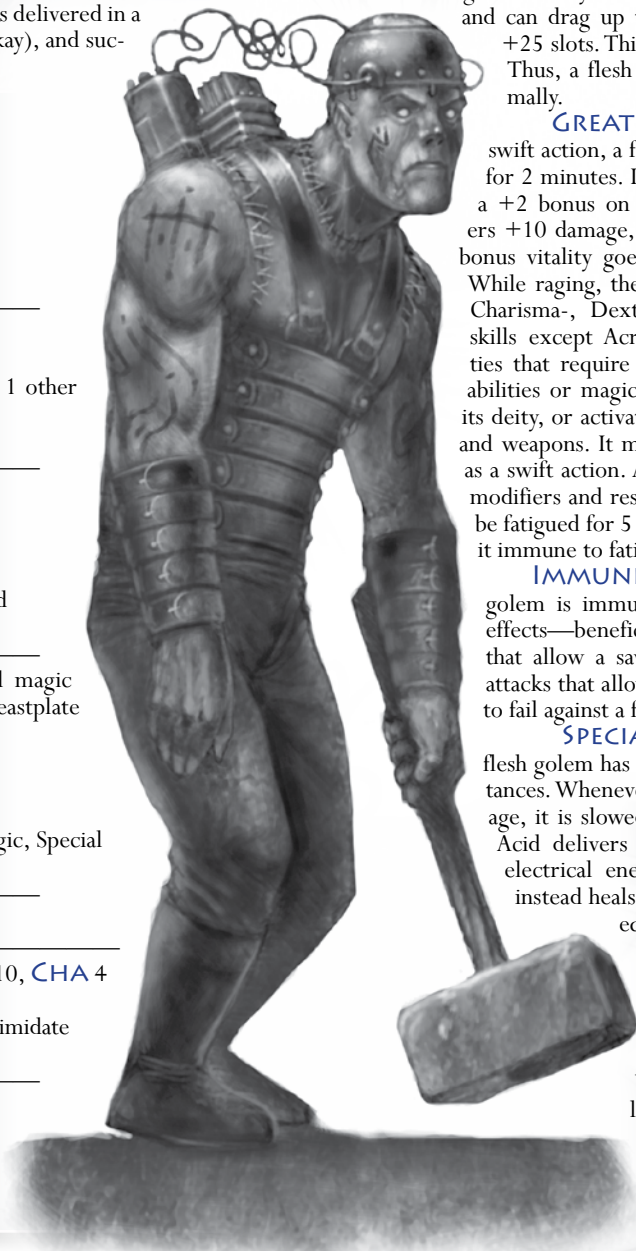 s delivered in a
kay), and suc-
1 other
d
l magic
eastplate
gic, Special
10, CHA 4
imidate
and can drag up
+25 slots. Thi
Thus, a flesh
mally.
GREAT
swift action, a f
for 2 minutes. I
a +2 bonus on
ers +10 damage,
bonus vitality goe
While raging, the
Charisma-, Dext
skills except Acr
ties that require
abilities or magic
its deity, or activat
and weapons. It m
as a swift action. A
modifiers and res
be fatigued for 5
it immune to fati
IMMUNI
golem is immu
effects—benefic
that allow a sav
attacks that allow
to fail against a f
SPECIA
flesh golem has
tances. Wheneve
age, it is slowe
Acid delivers
electrical ene
instead heals
ec
l